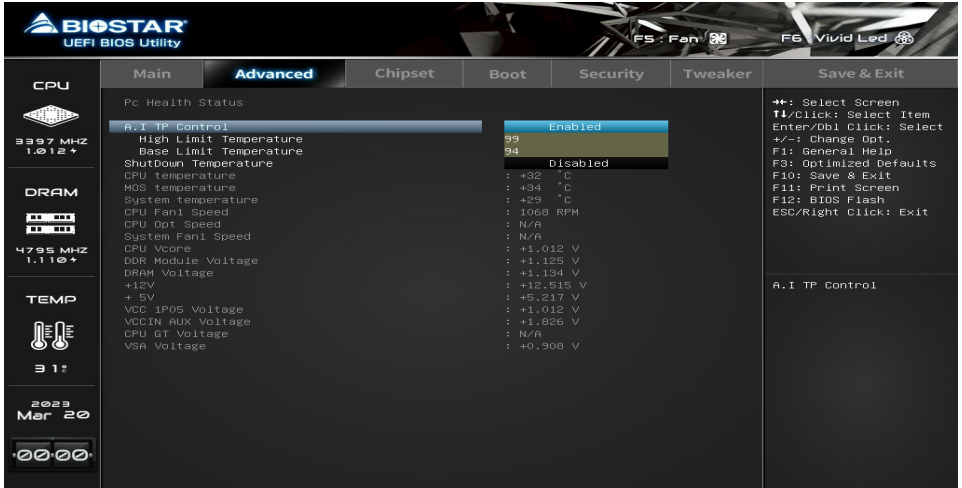 BIOSTAR®
UEFI BIOS Utility
F5 : Fan
F6 Vivid Led
Main Advanced Chipset Boot Security Tweaker Save & Exit
CPU
3397 MHZ
1.012
DRAM
4795 MHZ
1.110
TEMP
31℃
2023
Mar 20
00:00
Pc Health Status
A.I TP Control Enabled
High Limit Temperature 99
Base Limit Temperature 94
ShutDown Temperature Disabled
CPU temperature : +32 °C
MOS temperature : +34 °C
System temperature : +29 °C
CPU Fan1 Speed : 1068 RPM
CPU Opt Speed : N/A
System Fan1 Speed : N/A
CPU Vcore : +1.012 V
DDR Module Voltage : +1.125 V
DRAM Voltage : +1.134 V
+12V : +12.515 V
+ 5V : +5.217 V
VCC 1P05 Voltage : +1.012 V
VCCIN AUX Voltage : +1.826 V
CPU GT Voltage : N/A
VSA Voltage : +0.908 V
→←: Select Screen
↑↓/Click: Select Item
Enter/Dbl Click: Select
+/-: Change Opt.
F1: General Help
F3: Optimized Defaults
F10: Save & Exit
F11: Print Screen
F12: BIOS Flash
ESC/Right Click: Exit
A.I TP Control